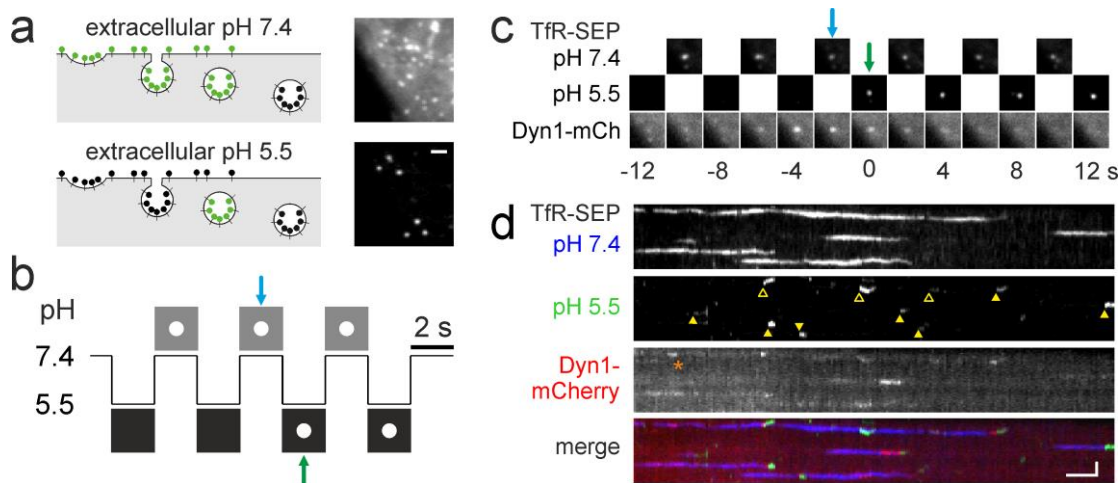 a
extracellular pH 7.4
extracellular pH 5.5
b
pH
7.4
5.5
2 s
c
TfR-SEP
pH 7.4
pH 5.5
Dyn1-mCh
-12 -8 -4 0 4 8 12 s
d
TfR-SEP
pH 7.4
pH 5.5
Dyn1-
mCherry
*
merge